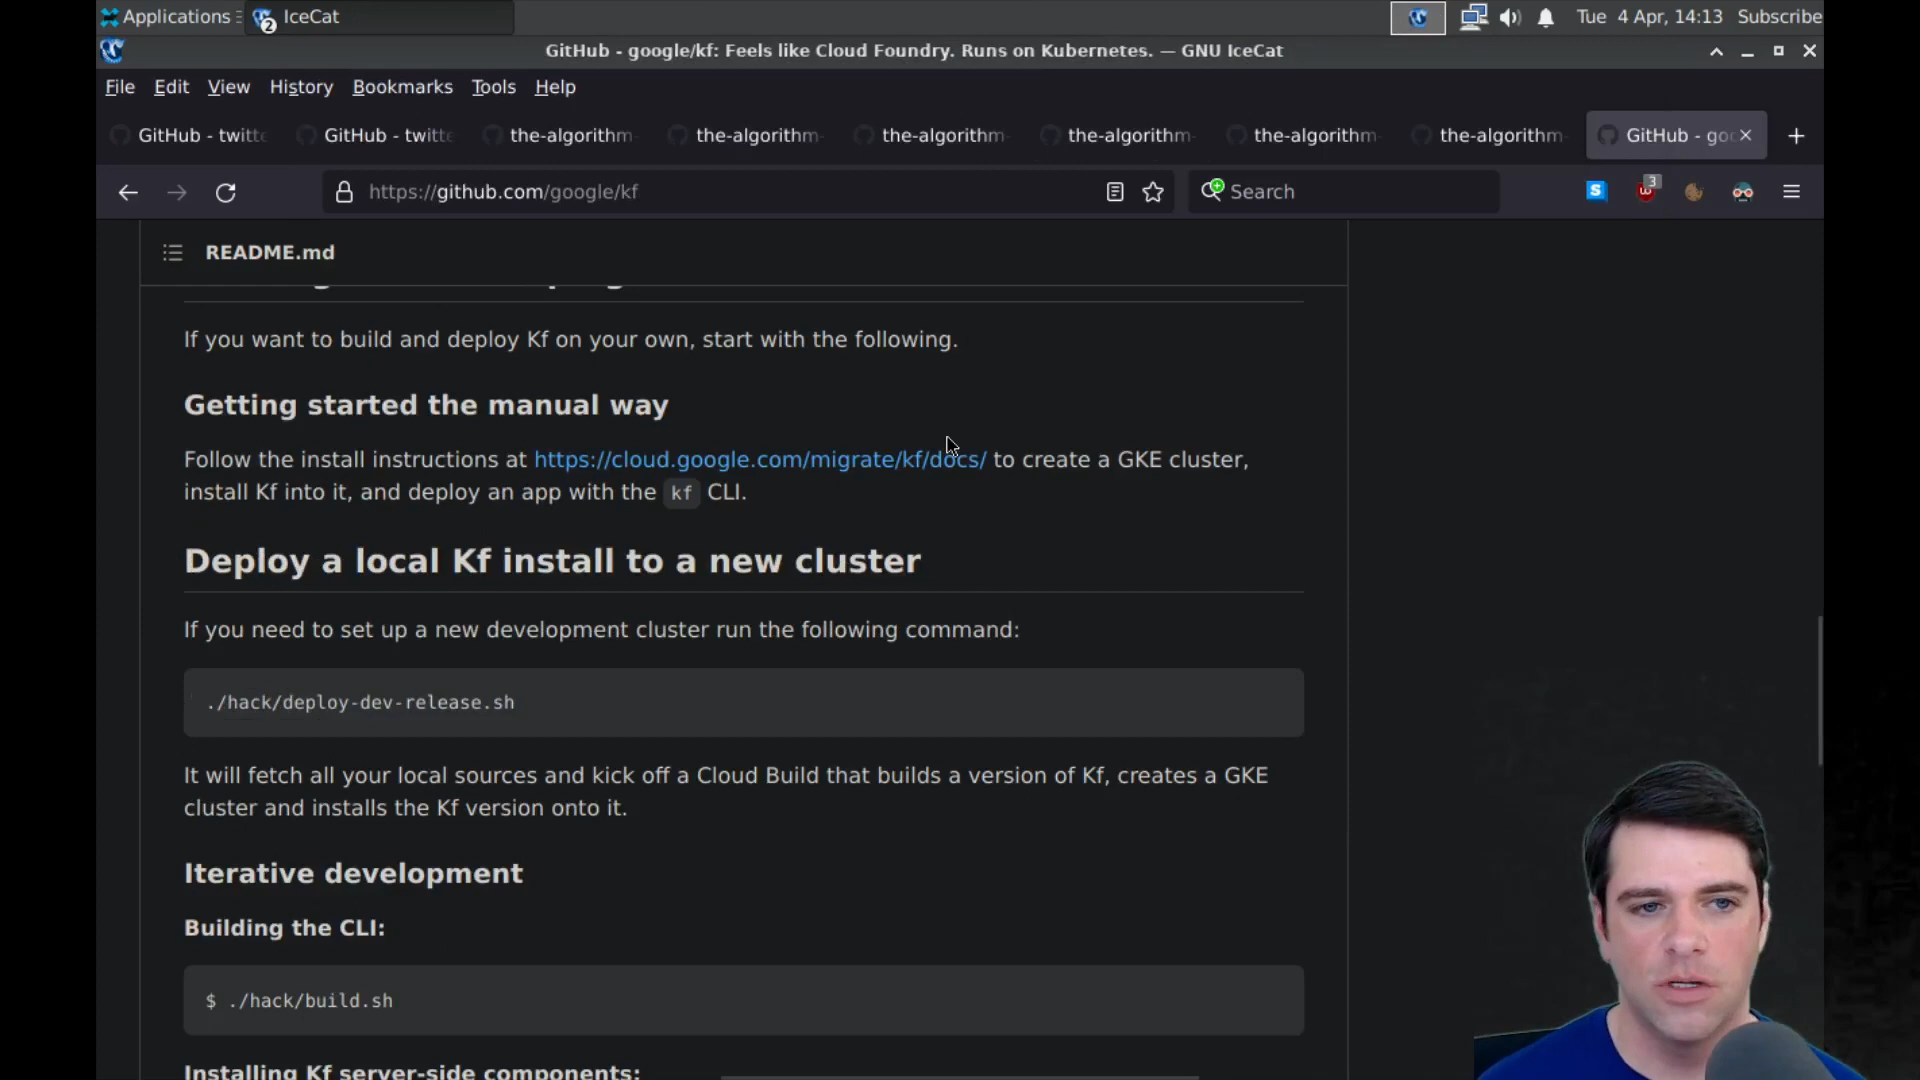 Applications
2
IceCat
Tue 4 Apr, 14:13
Subscribe
GitHub - google/kf: Feels like Cloud Foundry. Runs on Kubernetes. — GNU IceCat
File Edit View History Bookmarks Tools Help
GitHub - twitte
GitHub - twitte
the-algorithm-
the-algorithm-
the-algorithm-
the-algorithm-
the-algorithm-
the-algorithm-
GitHub - goo
https://github.com/google/kf
Search
S
3
README.md
If you want to build and deploy Kf on your own, start with the following.
Getting started the manual way
Follow the install instructions at https://cloud.google.com/migrate/kf/docs/ to create a GKE cluster,
install Kf into it, and deploy an app with the kf CLI.
Deploy a local Kf install to a new cluster
If you need to set up a new development cluster run the following command:
./hack/deploy-dev-release.sh
It will fetch all your local sources and kick off a Cloud Build that builds a version of Kf, creates a GKE
cluster and installs the Kf version onto it.
Iterative development
Building the CLI:
$ ./hack/build.sh
Installing Kf server-side components: